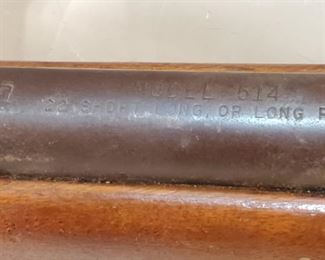 MODEL 514
22 SHORT, LONG, OR LONG R